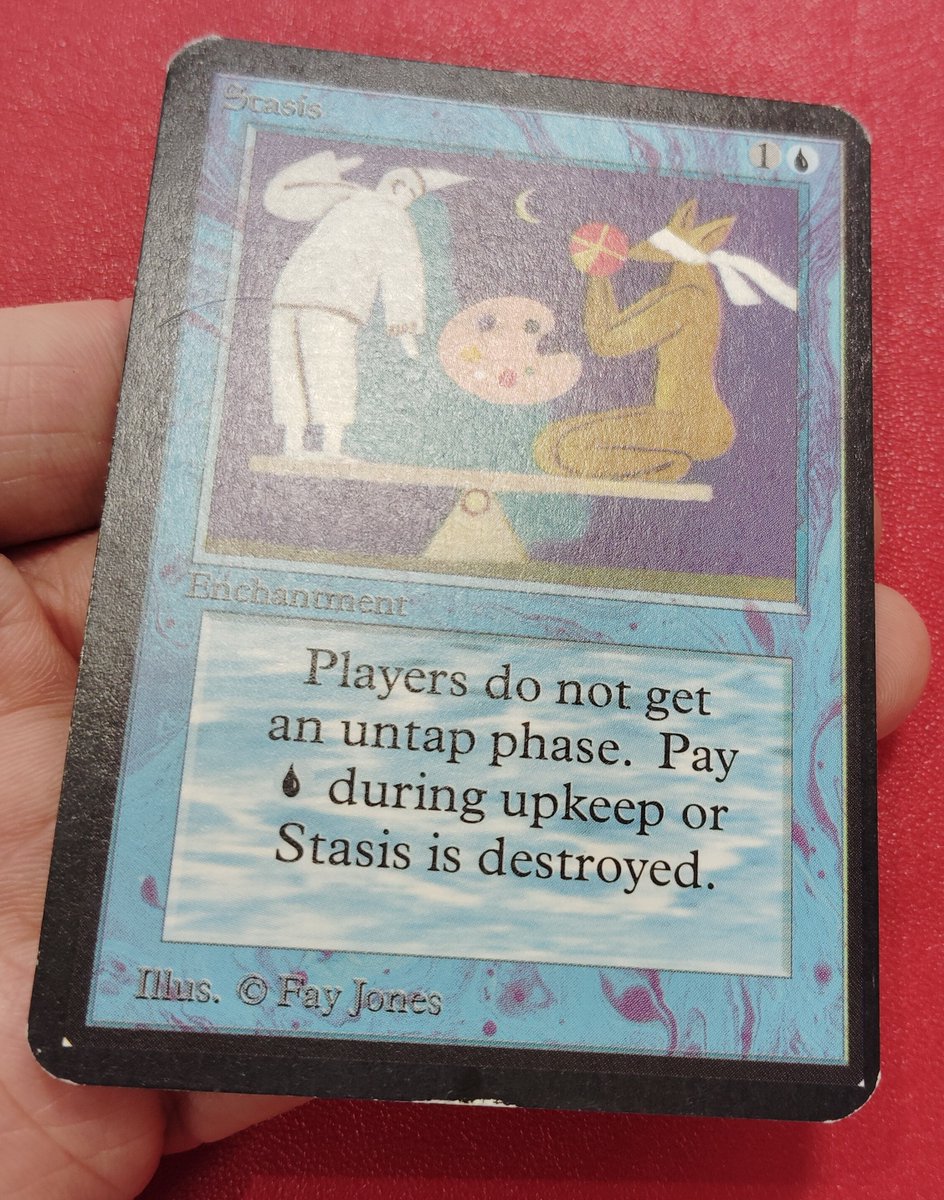 Stasis
1
Enchantment
Players do not get
an untap phase. Pay
during upkeep or
Stasis is destroyed.
Illus. © Fay Jones